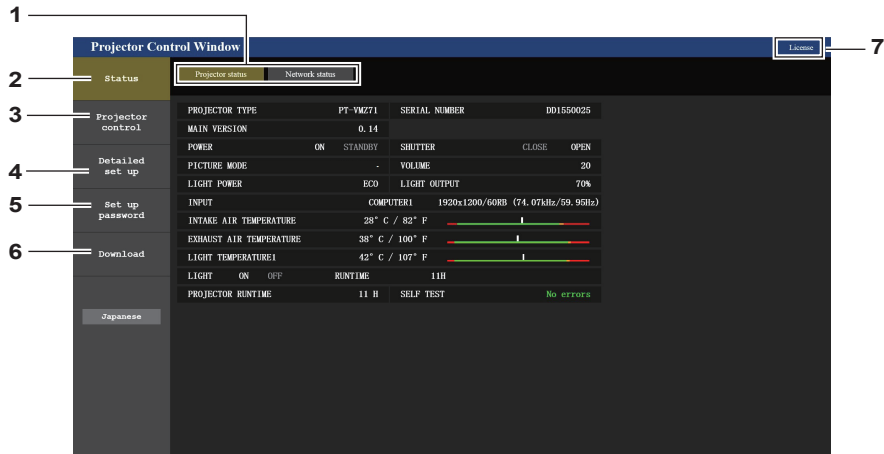 1
Projector Control Window
License
7
2
Status
Projector status
Network status
3
Projector
control
4
Detailed
set up
5
Set up
password
6
Download
Japanese
PROJECTOR TYPE PT-VMZ71 SERIAL NUMBER DD1550025
MAIN VERSION 0.14
POWER ON STANDBY SHUTTER CLOSE OPEN
PICTURE MODE - VOLUME 20
LIGHT POWER ECO LIGHT OUTPUT 70%
INPUT COMPUTER1 1920x1200/60RB (74.07kHz/59.95Hz)
INTAKE AIR TEMPERATURE 28° C / 82° F
EXHAUST AIR TEMPERATURE 38° C / 100° F
LIGHT TEMPERATURE1 42° C / 107° F
LIGHT ON OFF RUNTIME 11H
PROJECTOR RUNTIME 11 H SELF TEST No errors